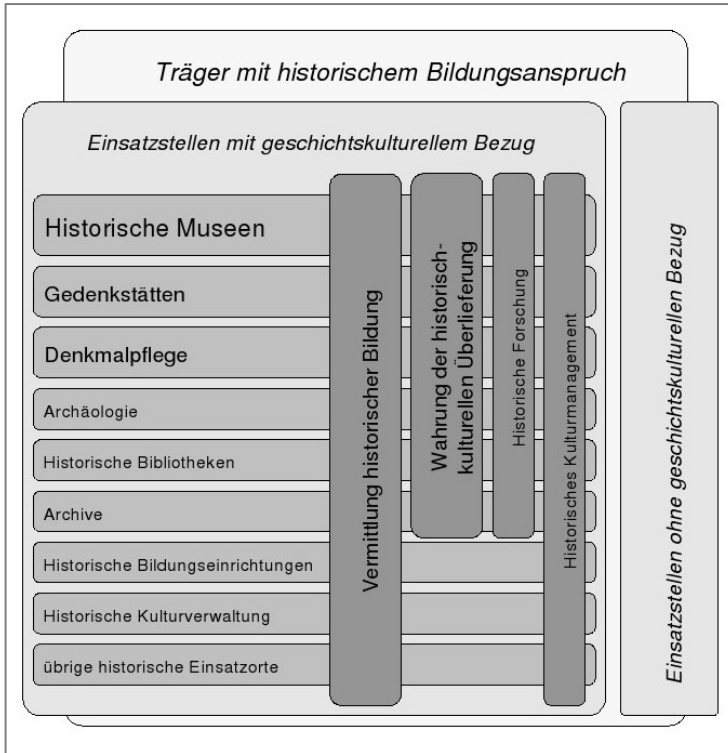 Träger mit historischem Bildungsanspruch
Einsatzstellen mit geschichtskulturellem Bezug
Historische Museen
Gedenkstätten
Denkmalpflege
Archäologie
Historische Bibliotheken
Archive
Historische Bildungseinrichtungen
Historische Kulturverwaltung
übrige historische Einsatzorte
Vermittlung historischer Bildung
Wahrung der historisch-
kulturellen Überlieferung
Historische Forschung
Historisches Kulturmanagement
Einsatzstellen ohne geschichtskulturellen Bezug